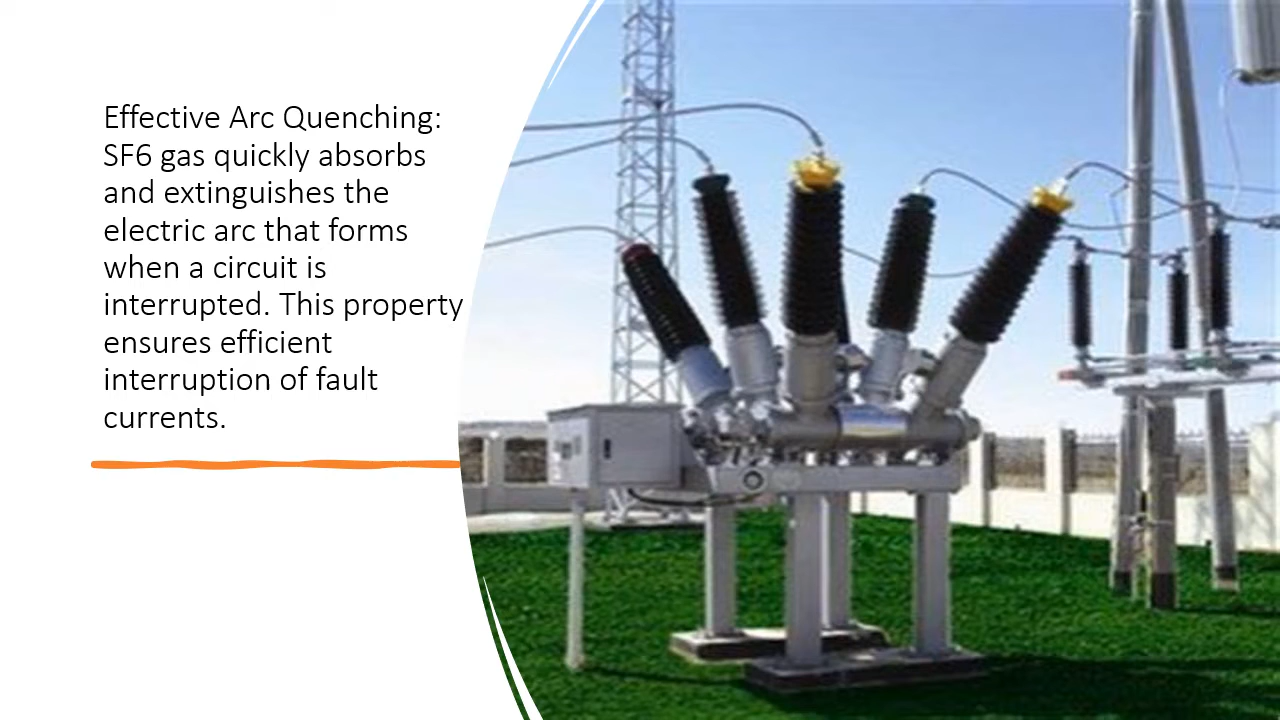 Effective Arc Quenching:
SF6 gas quickly absorbs
and extinguishes the
electric arc that forms
when a circuit is
interrupted. This property
ensures efficient
interruption of fault
currents.